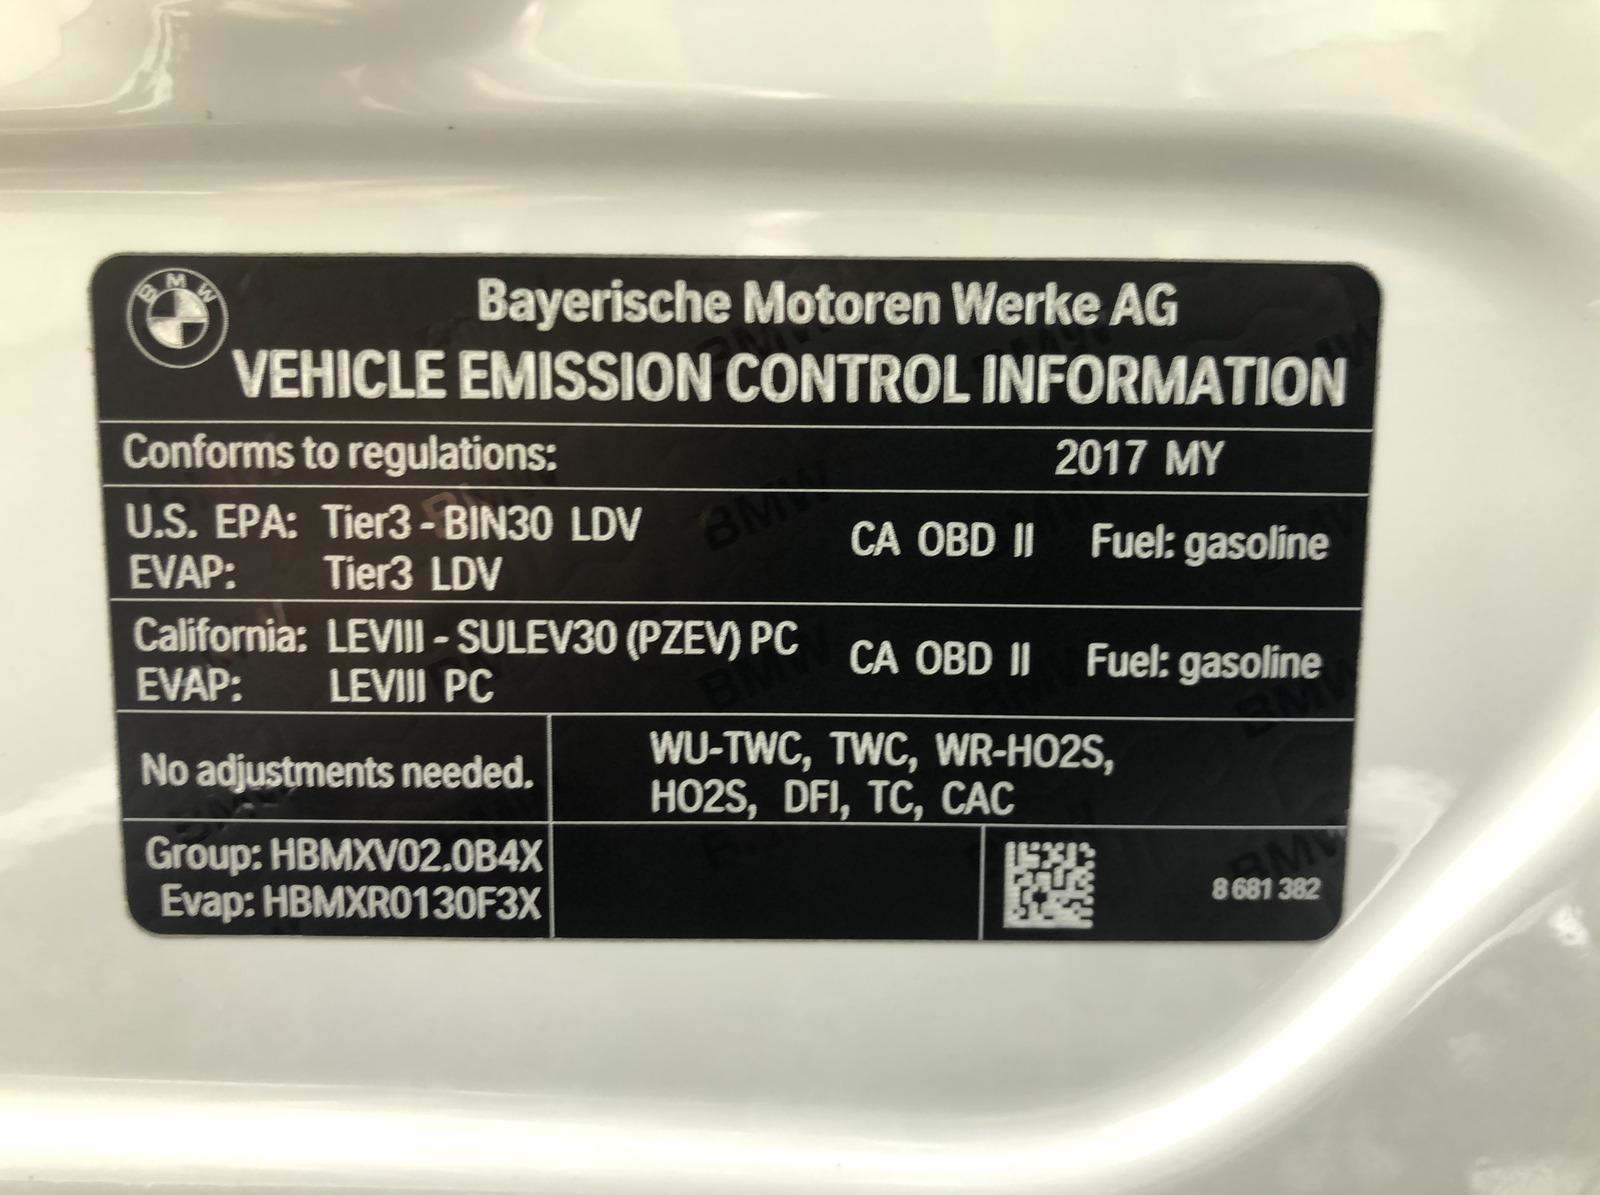 BMW
Bayerische Motoren Werke AG
VEHICLE EMISSION CONTROL INFORMATION
Conforms to regulations: 2017 MY
U.S. EPA: Tier3 - BIN30 LDV CA OBD II Fuel: gasoline
EVAP: Tier3 LDV
California: LEVIII - SULEV30 (PZEV) PC CA OBD II Fuel: gasoline
EVAP: LEVIII PC
No adjustments needed.
WU-TWC, TWC, WR-HO2S,
HO2S, DFI, TC, CAC
Group: HBMXV02.0B4X
Evap: HBMXR0130F3X
8 681 382